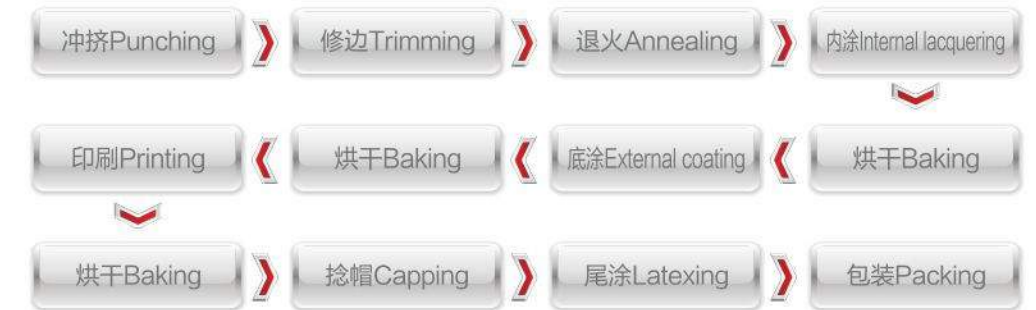 冲挤Punching
修边Trimming
退火Annealing
内涂Internal lacquering
烘干Baking
底涂External coating
烘干Baking
印刷Printing
烘干Baking
捻帽Capping
尾涂Latexing
包装Packing